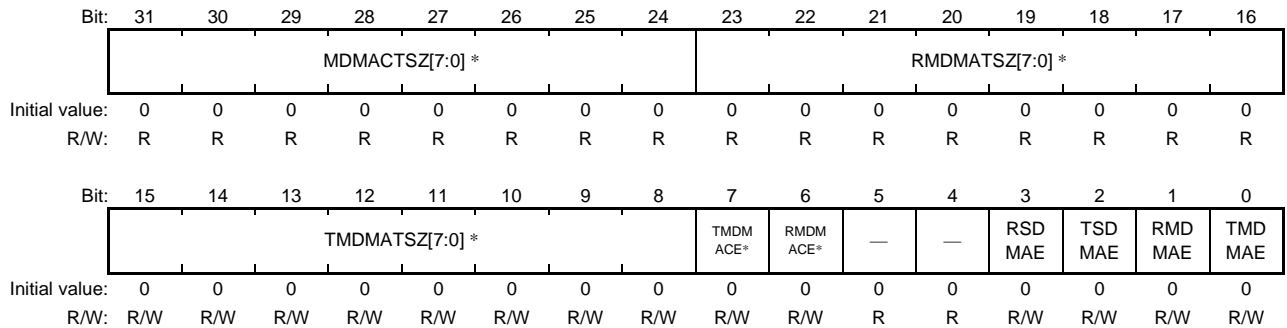 Bit: 31 30 29 28 27 26 25 24 23 22 21 20 19 18 17 16
MDMACTSZ[7:0] * RMDMATSZ[7:0] *
Initial value: 0 0 0 0 0 0 0 0 0 0 0 0 0 0 0 0
R/W: R R R R R R R R R R R R R R R R
Bit: 15 14 13 12 11 10 9 8 7 6 5 4 3 2 1 0
TMDMATSZ[7:0] * TMDM RMDM — — RSD TSD RMD TMD
ACE* ACE* MAE MAE MAE MAE
Initial value: 0 0 0 0 0 0 0 0 0 0 0 0 0 0 0 0
R/W: R/W R/W R/W R/W R/W R/W R/W R/W R/W R/W R R R/W R/W R/W R/W